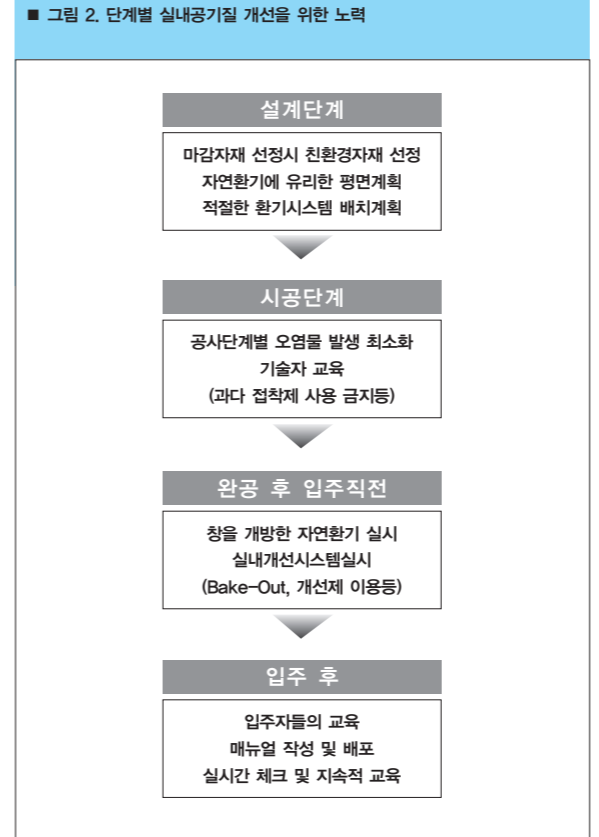 ■ 그림 2. 단계별 실내공기질 개선을 위한 노력
설계단계
마감자재 선정시 친환경자재 선정
자연환기에 유리한 평면계획
적절한 환기시스템 배치계획
시공단계
공사단계별 오염물 발생 최소화
기술자 교육
(과다 접착제 사용 금지등)
완공 후 입주직전
창을 개방한 자연환기 실시
실내개선시스템실시
(Bake-Out, 개선제 이용등)
입주 후
입주자들의 교육
매뉴얼 작성 및 배포
실시간 체크 및 지속적 교육